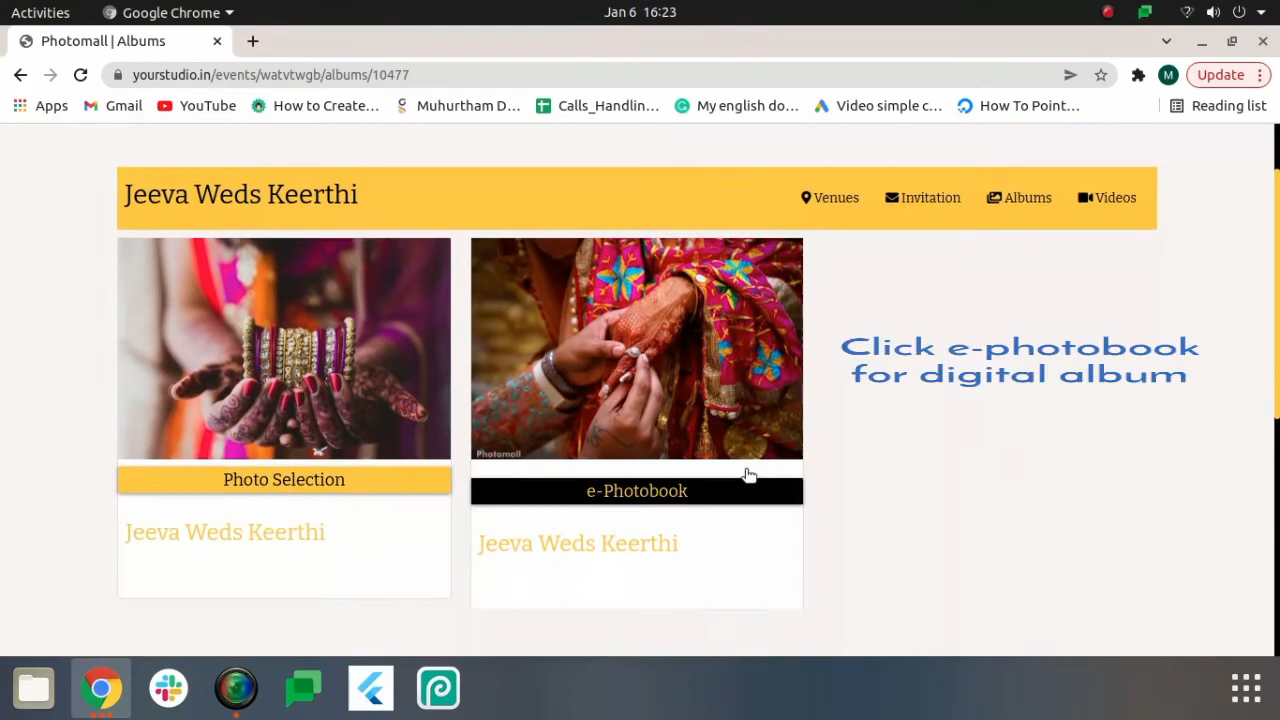 Activities
Google Chrome
Jan 6 16:23
Photomall | Albums
yourstudio.in/events/watvtwgb/albums/10477
M
Update
Apps
Gmail
YouTube
How to Create...
Muhurtham D...
Calls_Handlin...
My english do...
Video simple c...
How To Point...
Reading list
Jeeva Weds Keerthi
Venues
Invitation
Albums
Videos
Click e-photobook
for digital album
Photomall
Photo Selection
e-Photobook
Jeeva Weds Keerthi
Jeeva Weds Keerthi